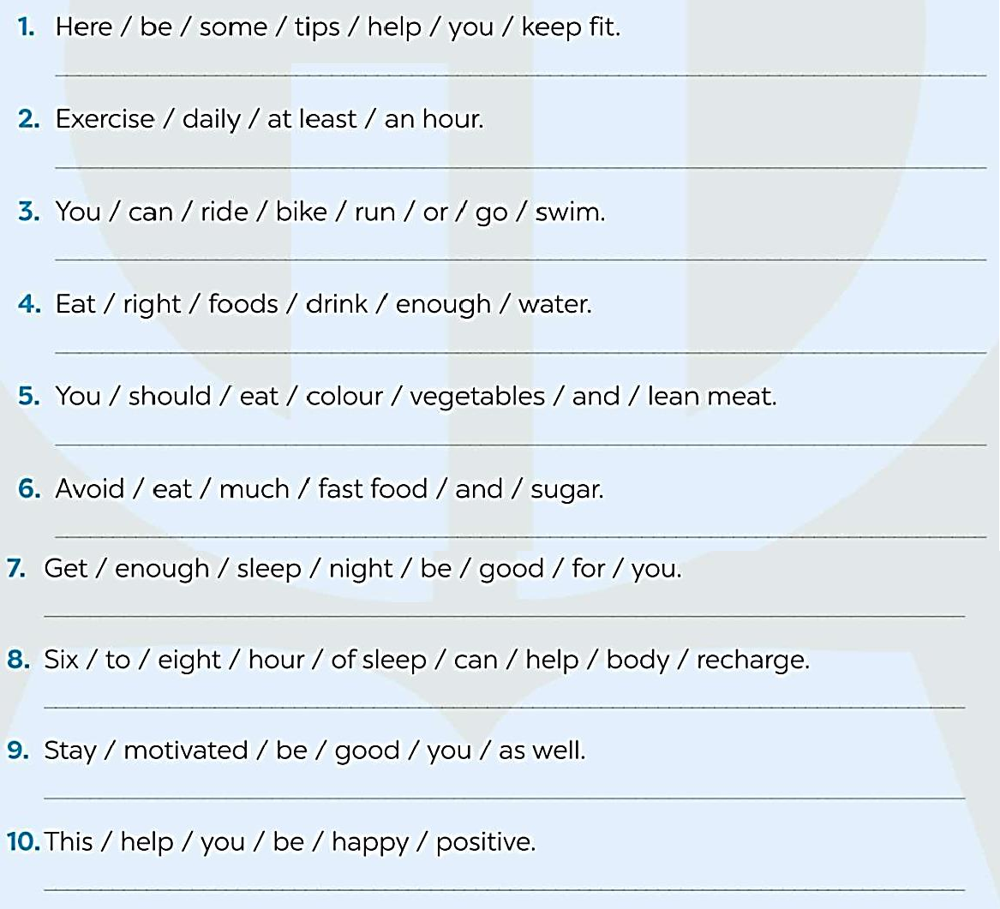 1. Here / be / some / tips / help / you / keep fit.
2. Exercise / daily / at least / an hour.
3. You / can / ride / bike / run / or / go / swim.
4. Eat / right / foods / drink / enough / water.
5. You / should / eat / colour / vegetables / and / lean meat.
6. Avoid / eat / much / fast food / and / sugar.
7. Get / enough / sleep / night / be / good / for / you.
8. Six / to / eight / hour / of sleep / can / help / body / recharge.
9. Stay / motivated / be / good / you / as well.
10. This / help / you / be / happy / positive.